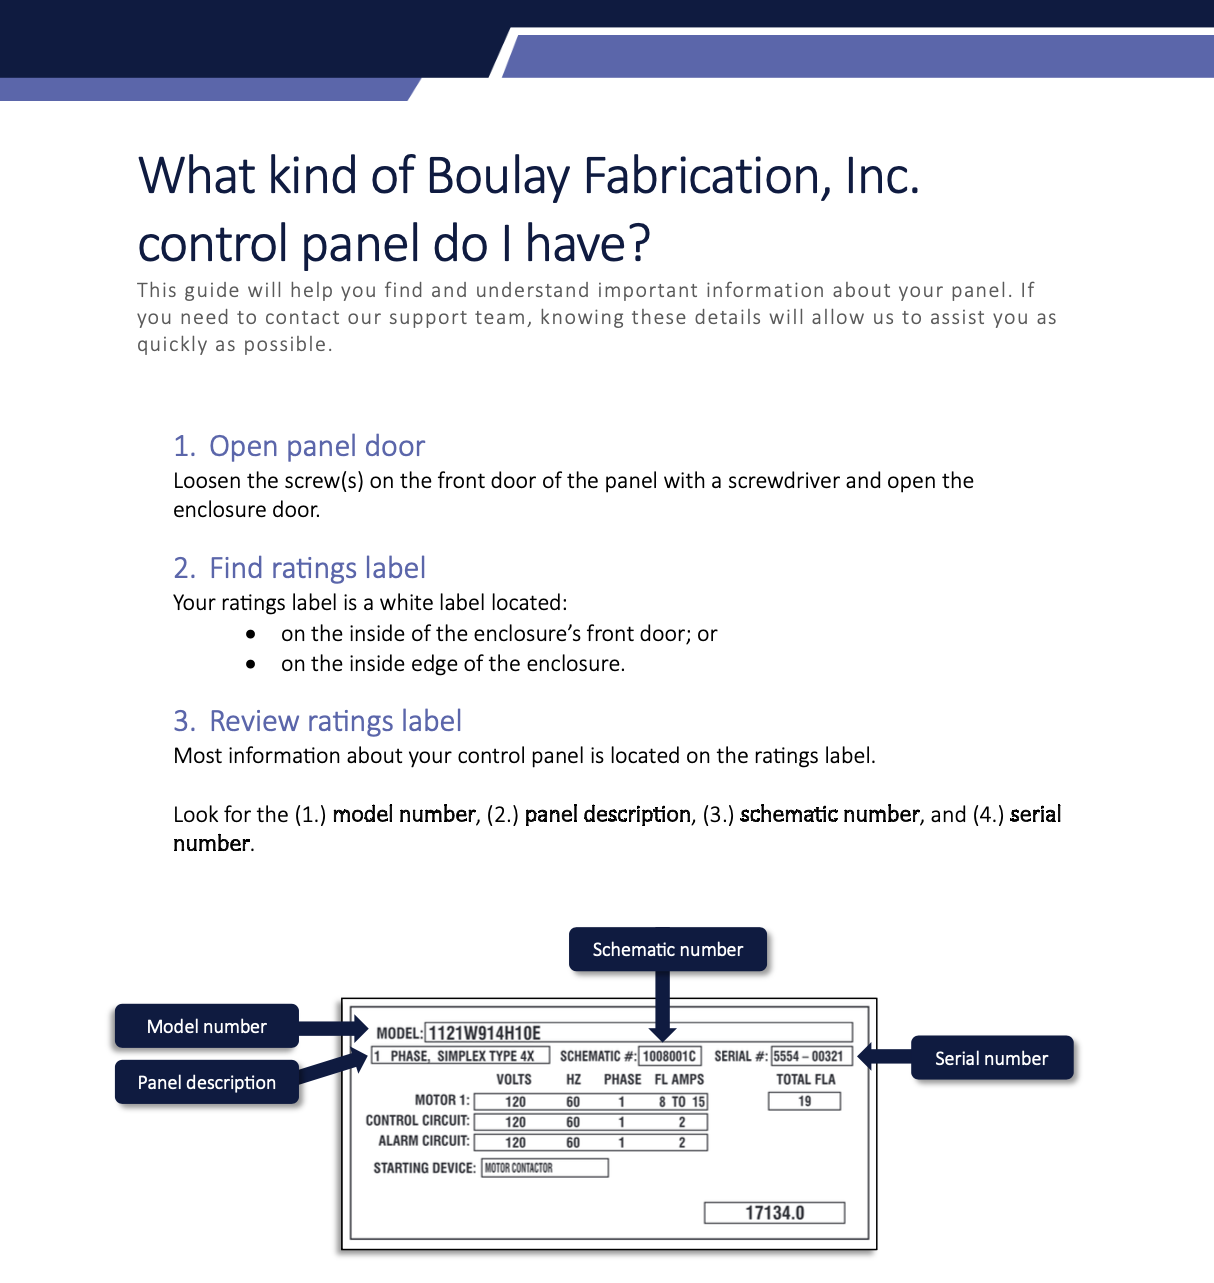 What kind of Boulay Fabrication, Inc.
control panel do I have?
This guide will help you find and understand important information about your panel. If
you need to contact our support team, knowing these details will allow us to assist you as
quickly as possible.
1. Open panel door
Loosen the screw(s) on the front door of the panel with a screwdriver and open the
enclosure door.
2. Find ratings label
Your ratings label is a white label located:
• on the inside of the enclosure’s front door; or
• on the inside edge of the enclosure.
3. Review ratings label
Most information about your control panel is located on the ratings label.
Look for the (1.) model number, (2.) panel description, (3.) schematic number, and (4.) serial
number.
Schematic number
Model number
Panel description
Serial number
MODEL: 1121W914H10E
1 PHASE, SIMPLEX TYPE 4X SCHEMATIC #: 1008001C SERIAL #: 5554 – 00321
VOLTS HZ PHASE FL AMPS TOTAL FLA
MOTOR 1: 120 60 1 8 TO 15 19
CONTROL CIRCUIT: 120 60 1 2
ALARM CIRCUIT: 120 60 1 2
STARTING DEVICE: MOTOR CONTACTOR
17134.0